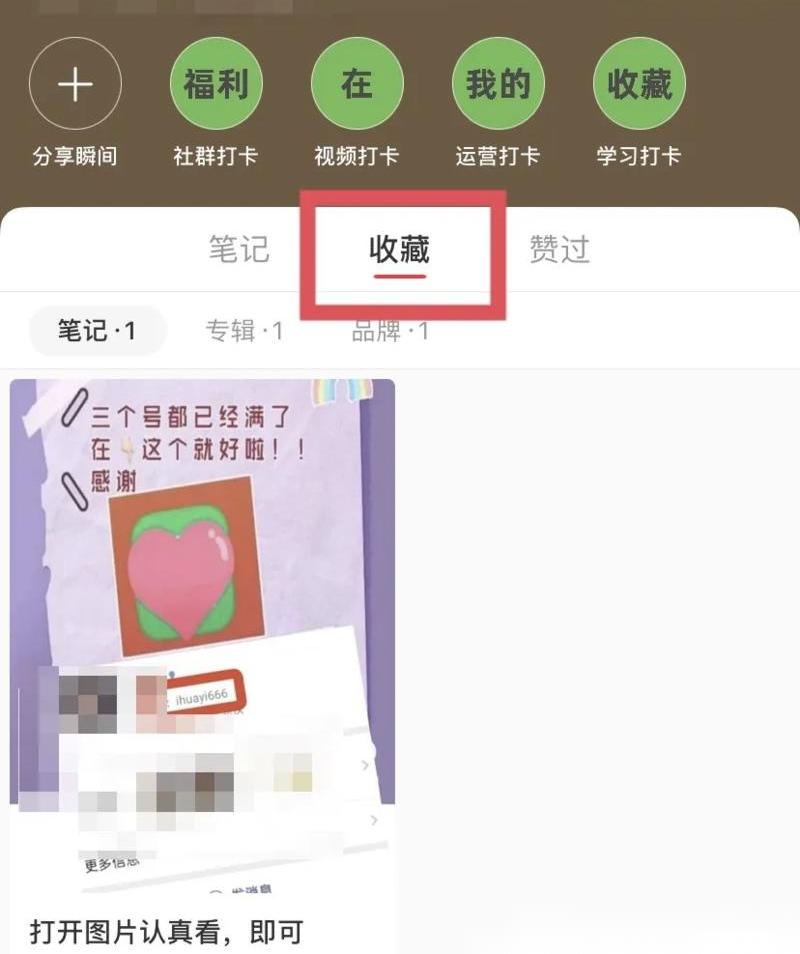 福利 在 我的 收藏
分享瞬间 社群打卡 视频打卡 运营打卡 学习打卡
笔记 收藏 赞过
笔记·1 专辑·1 品牌·1
三个号都已经满了
在👇这个就好啦！！
感谢
: ihuayi666
更多信息
发消息
打开图片认真看，即可